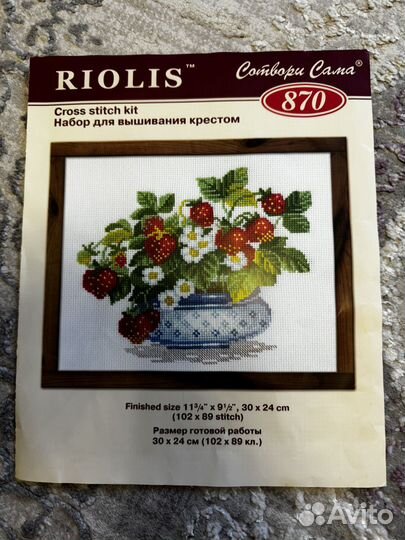 RIOLIS™
Сотвори Сама®
870
Cross stitch kit
Набор для вышивания крестом
Finished size 11¾" x 9½", 30 x 24 cm
(102 x 89 stitch)
Размер готовой работы
30 x 24 см (102 x 89 кл.)
Avito